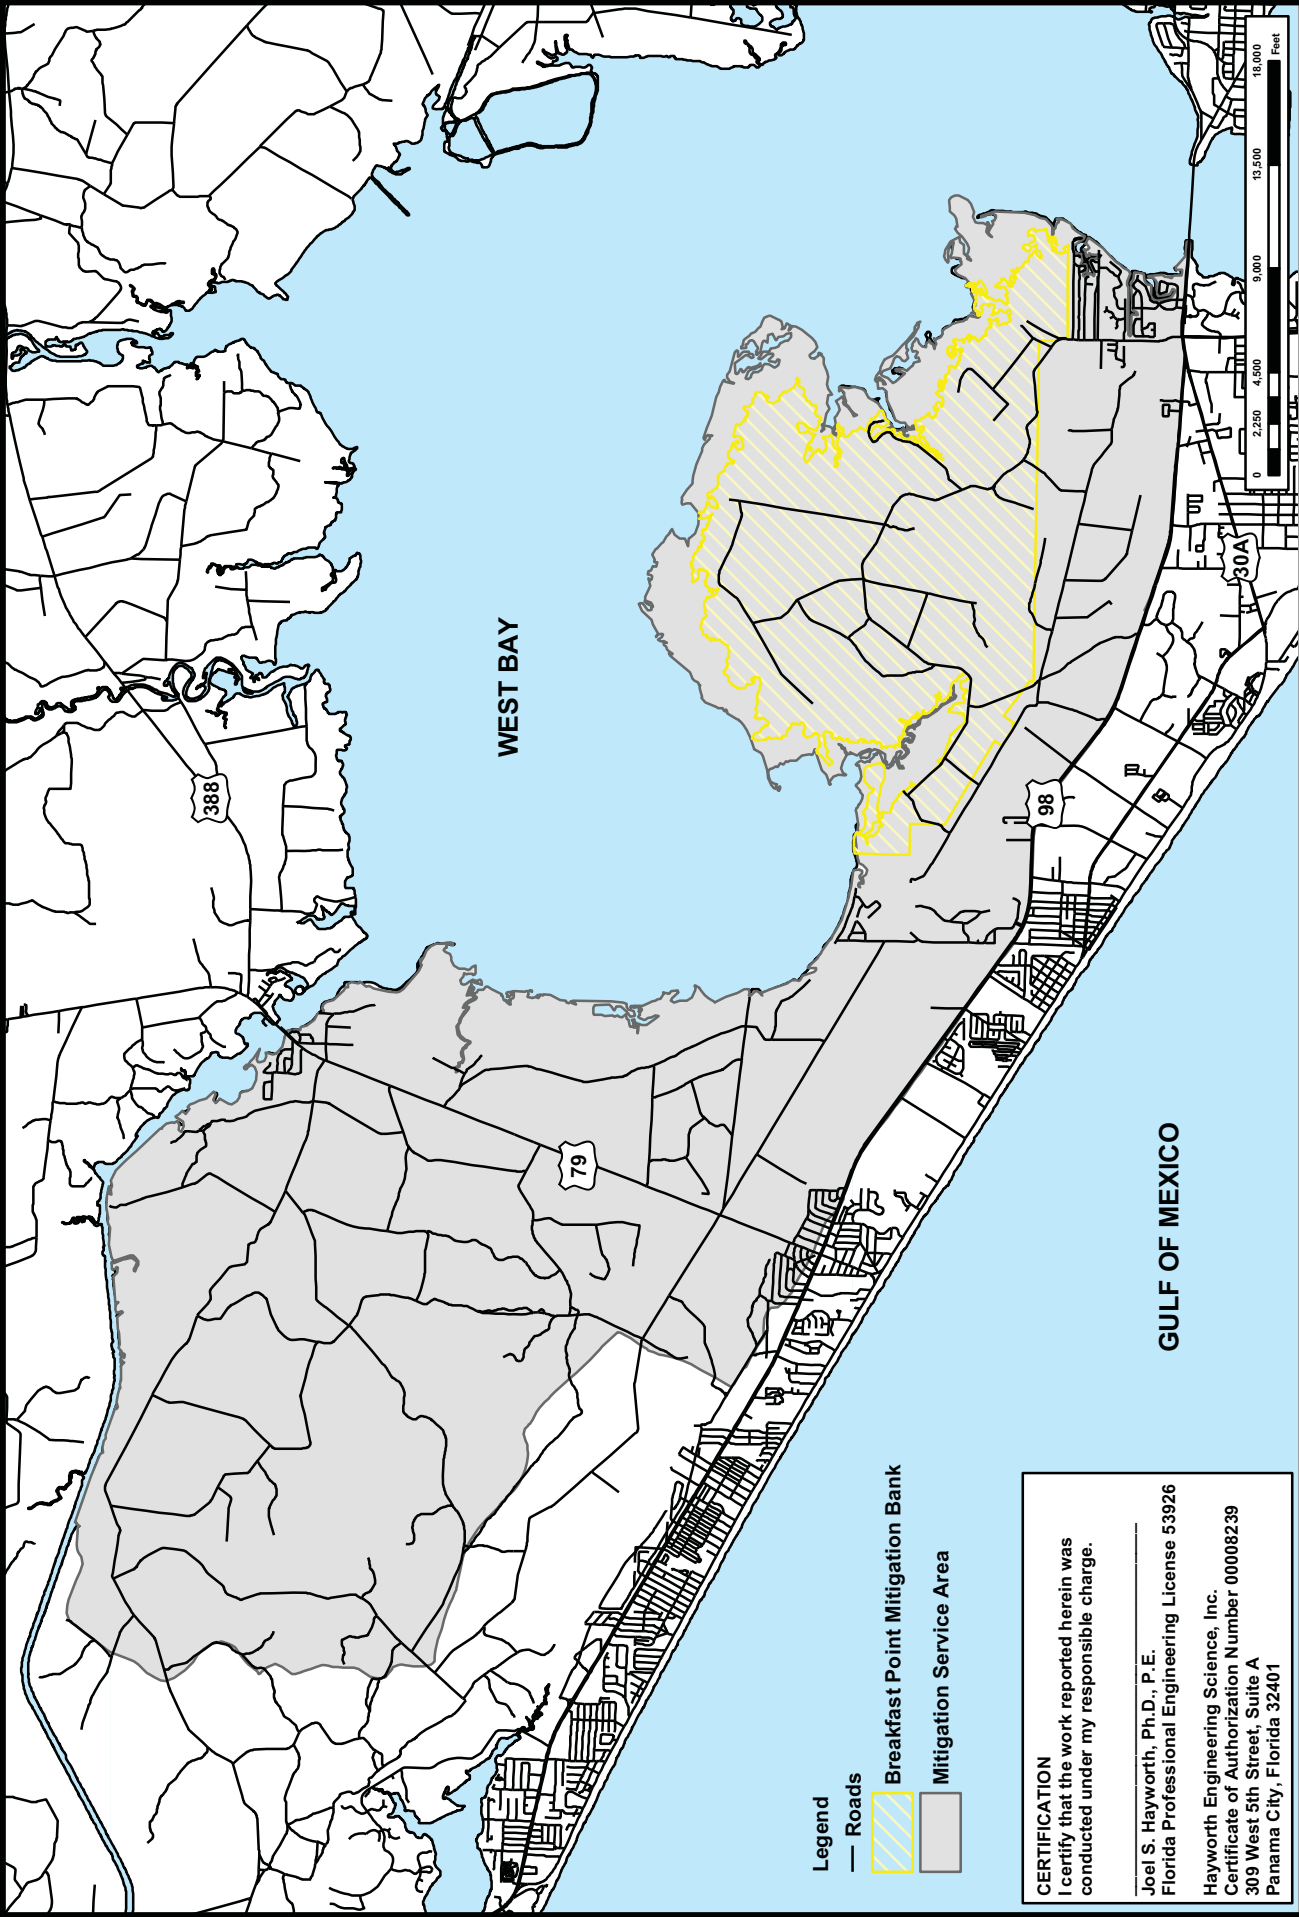 WEST BAY
GULF OF MEXICO
388
79
98
30A
0 2,250 4,500 9,000 13,500 18,000
Feet
Legend
Roads
Breakfast Point Mitigation Bank
Mitigation Service Area
CERTIFICATION
I certify that the work reported herein was
conducted under my responsible charge.
Joel S. Hayworth, Ph.D., P.E.
Florida Professional Engineering License 53926
Hayworth Engineering Science, Inc.
Certificate of Authorization Number 00008239
309 West 5th Street, Suite A
Panama City, Florida 32401